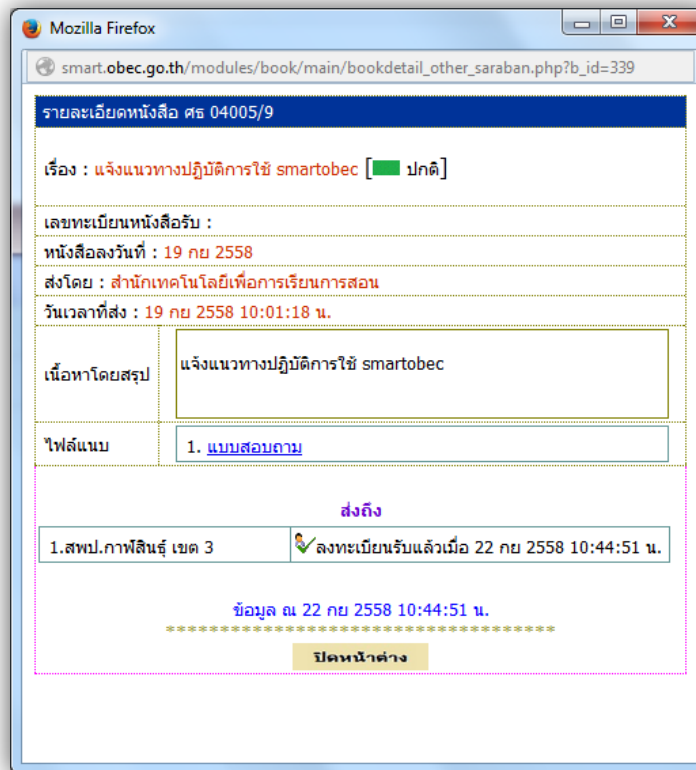 Mozilla Firefox
smart.obec.go.th/modules/book/main/bookdetail_other_saraban.php?b_id=339
รายละเอียดหนังสือ ศธ 04005/9
เรื่อง : แจ้งแนวทางปฏิบัติการใช้ smartobec [ ปกติ]
เลขทะเบียนหนังสือรับ :
หนังสือลงวันที่ : 19 กย 2558
ส่งโดย : สำนักเทคโนโลยีเพื่อการเรียนการสอน
วันเวลาที่ส่ง : 19 กย 2558 10:01:18 น.
เนื้อหาโดยสรุป
แจ้งแนวทางปฏิบัติการใช้ smartobec
ไฟล์แนบ
1. แบบสอบถาม
ส่งถึง
1.สพป.กาฬสินธุ์ เขต 3
ลงทะเบียนรับแล้วเมื่อ 22 กย 2558 10:44:51 น.
ข้อมูล ณ 22 กย 2558 10:44:51 น.
************************************
ปิดหน้าต่าง